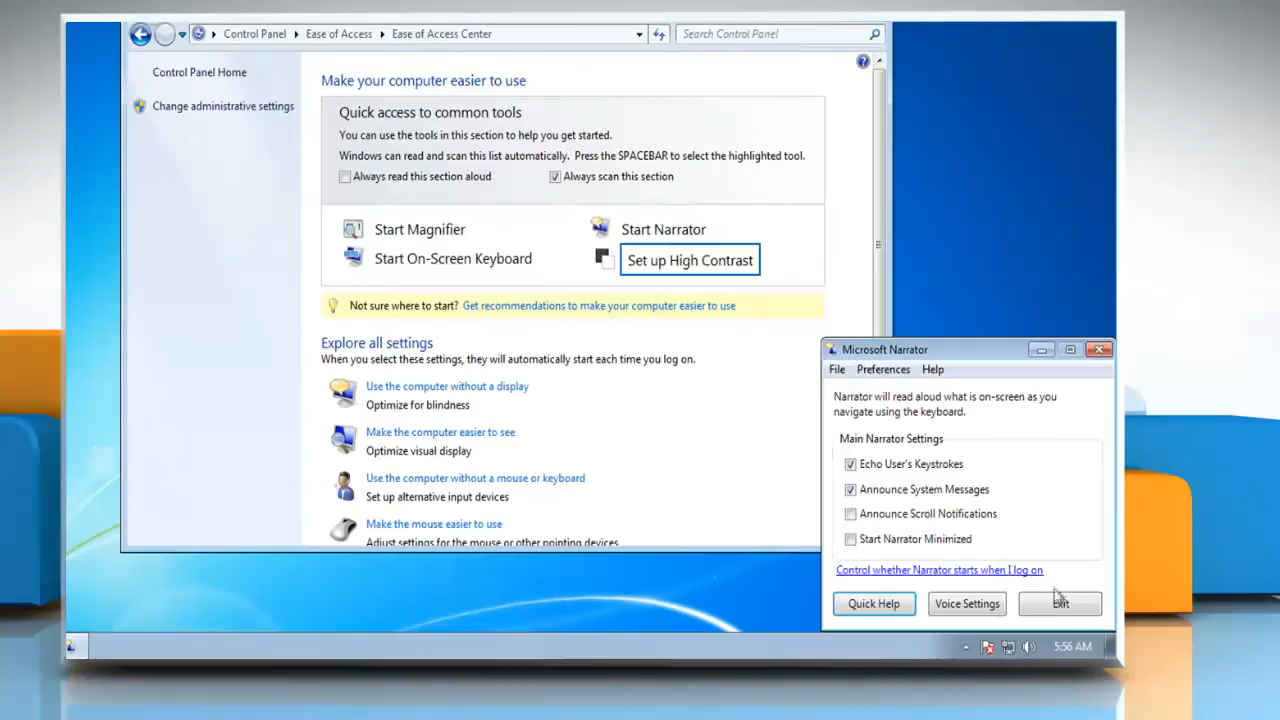 Control Panel Ease of Access Ease of Access Center
Search Control Panel
Control Panel Home
Change administrative settings
Make your computer easier to use
Quick access to common tools
You can use the tools in this section to help you get started.
Windows can read and scan this list automatically. Press the SPACEBAR to select the highlighted tool.
Always read this section aloud Always scan this section
Start Magnifier Start Narrator
Start On-Screen Keyboard Set up High Contrast
Not sure where to start? Get recommendations to make your computer easier to use
Explore all settings
When you select these settings, they will automatically start each time you log on.
Use the computer without a display
Optimize for blindness
Make the computer easier to see
Optimize visual display
Use the computer without a mouse or keyboard
Set up alternative input devices
Make the mouse easier to use
Adjust settings for the mouse or other pointing devices
Microsoft Narrator
File Preferences Help
Narrator will read aloud what is on-screen as you
navigate using the keyboard.
Main Narrator Settings
Echo User's Keystrokes
Announce System Messages
Announce Scroll Notifications
Start Narrator Minimized
Control whether Narrator starts when I log on
Quick Help Voice Settings Exit
5:56 AM